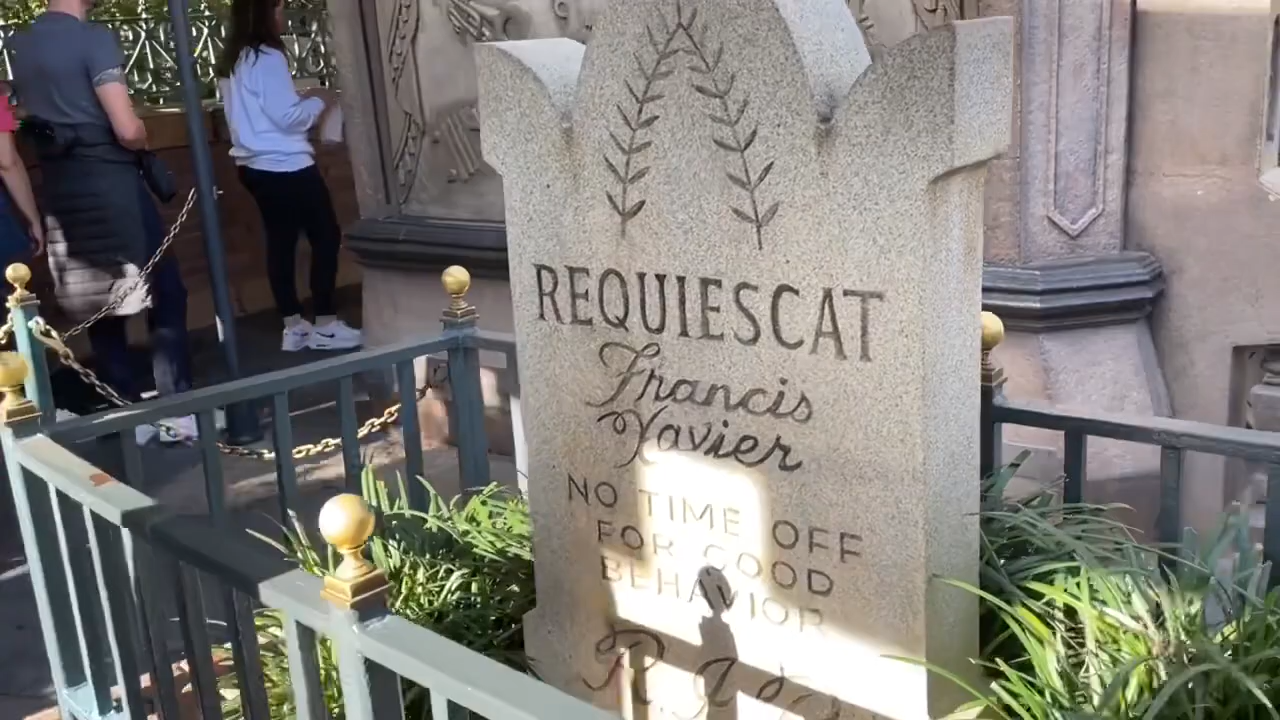 REQUIESCAT
Francis
Xavier
NO TIME OFF
FOR GOOD
BEHAVIOR